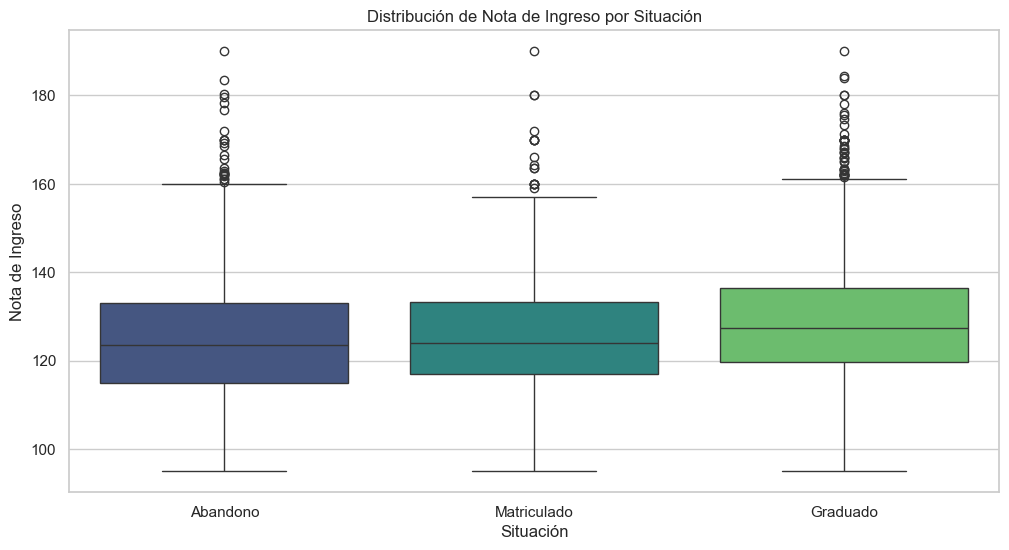 Distribución de Nota de Ingreso por Situación
Nota de Ingreso
180
160
140
120
100
Abandono
Matriculado
Graduado
Situación